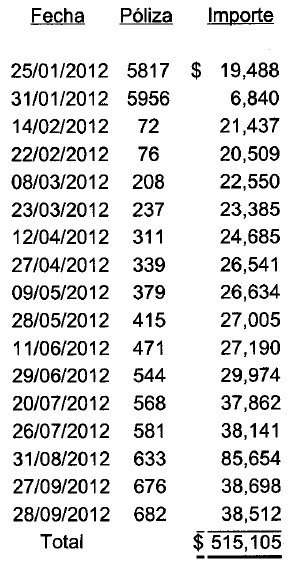 Fecha Póliza Importe
25/01/2012 5817 $ 19,488
31/01/2012 5956 6,840
14/02/2012 72 21,437
22/02/2012 76 20,509
08/03/2012 208 22,550
23/03/2012 237 23,385
12/04/2012 311 24,685
27/04/2012 339 26,541
09/05/2012 379 26,634
28/05/2012 415 27,005
11/06/2012 471 27,190
29/06/2012 544 29,974
20/07/2012 568 37,862
26/07/2012 581 38,141
31/08/2012 633 85,654
27/09/2012 676 38,698
28/09/2012 682 38,512
Total $ 515,105